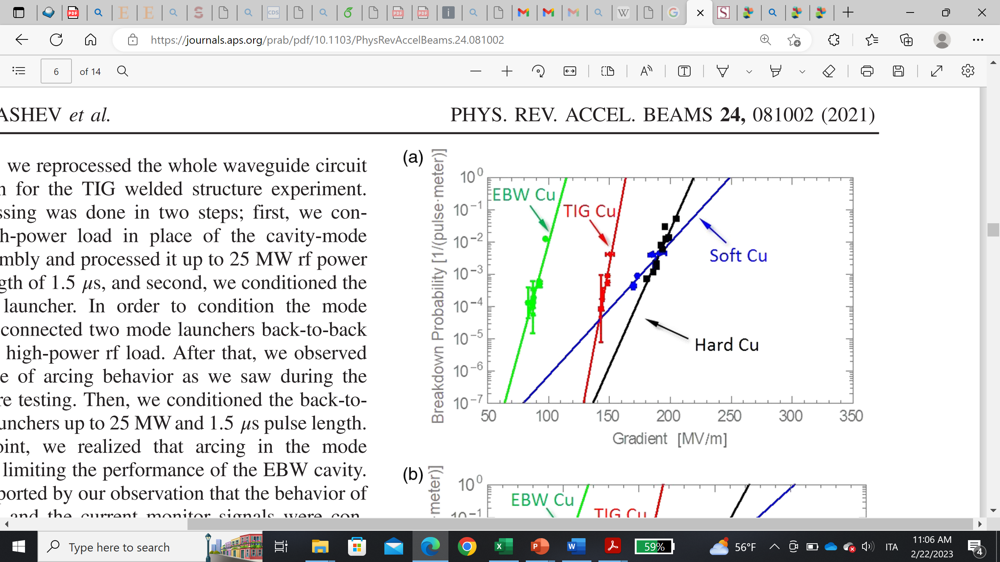 CDS
https://journals.aps.org/prab/pdf/10.1103/PhysRevAccelBeams.24.081002
6 of 14
ASHEV et al.
PHYS. REV. ACCEL. BEAMS 24, 081002 (2021)
we reprocessed the whole waveguide circuit
n for the TIG welded structure experiment.
ssing was done in two steps; first, we con-
h-power load in place of the cavity-mode
mbly and processed it up to 25 MW rf power
gth of 1.5 μs, and second, we conditioned the
launcher. In order to condition the mode
connected two mode launchers back-to-back
high-power rf load. After that, we observed
e of arcing behavior as we saw during the
re testing. Then, we conditioned the back-to-
unchers up to 25 MW and 1.5 μs pulse length.
oint, we realized that arcing in the mode
limiting the performance of the EBW cavity.
ported by our observation that the behavior of
and the current monitor signals were con-
(a)
Breakdown Probability [1/(pulse·meter)]
10⁰
10⁻¹
10⁻²
10⁻³
10⁻⁴
10⁻⁵
10⁻⁶
10⁻⁷
EBW Cu
TIG Cu
Soft Cu
Hard Cu
50 100 150 200 250 300 350
Gradient [MV/m]
(b)
·meter)]
10⁰
10⁻¹
EBW Cu
TIG Cu
Type here to search
59%
56°F
ITA
11:06 AM
2/22/2023
4